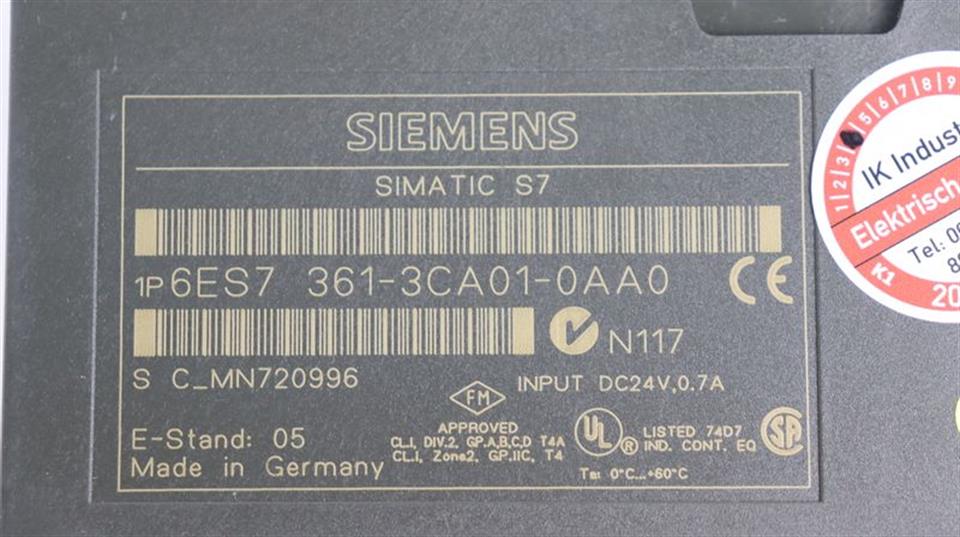 SIEMENS
SIMATIC S7
1P 6ES7 361-3CA01-0AA0
CE
N117
S C_MN720996
INPUT DC24V,0.7A
FM
APPROVED
CL.I, DIV.2, GP.A,B,C,D T4A
CL.I, Zone2, GP.IIC, T4
UL ® LISTED 74D7
IND. CONT. EQ
SA
E-Stand: 05
Made in Germany
Ta: 0°C...+60°C
1 2 3 5 6 7 8 9
IK Indust
Elektrisch
Tel: 0
K1
20